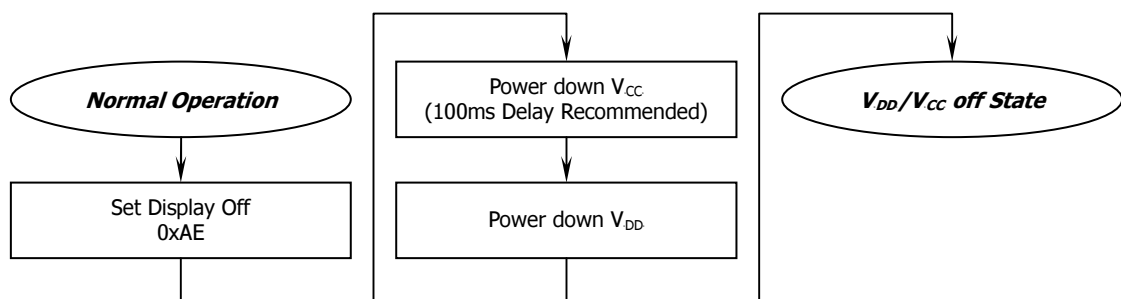 Normal Operation
Set Display Off
0xAE
Power down VCC
(100ms Delay Recommended)
Power down VDD
VDD/VCC off State